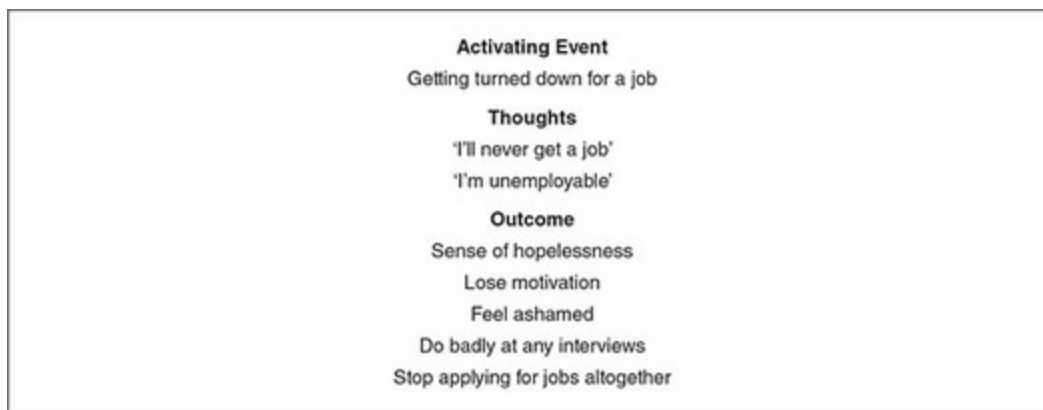 Activating Event
Getting turned down for a job
Thoughts
‘I’ll never get a job’
‘I’m unemployable’
Outcome
Sense of hopelessness
Lose motivation
Feel ashamed
Do badly at any interviews
Stop applying for jobs altogether